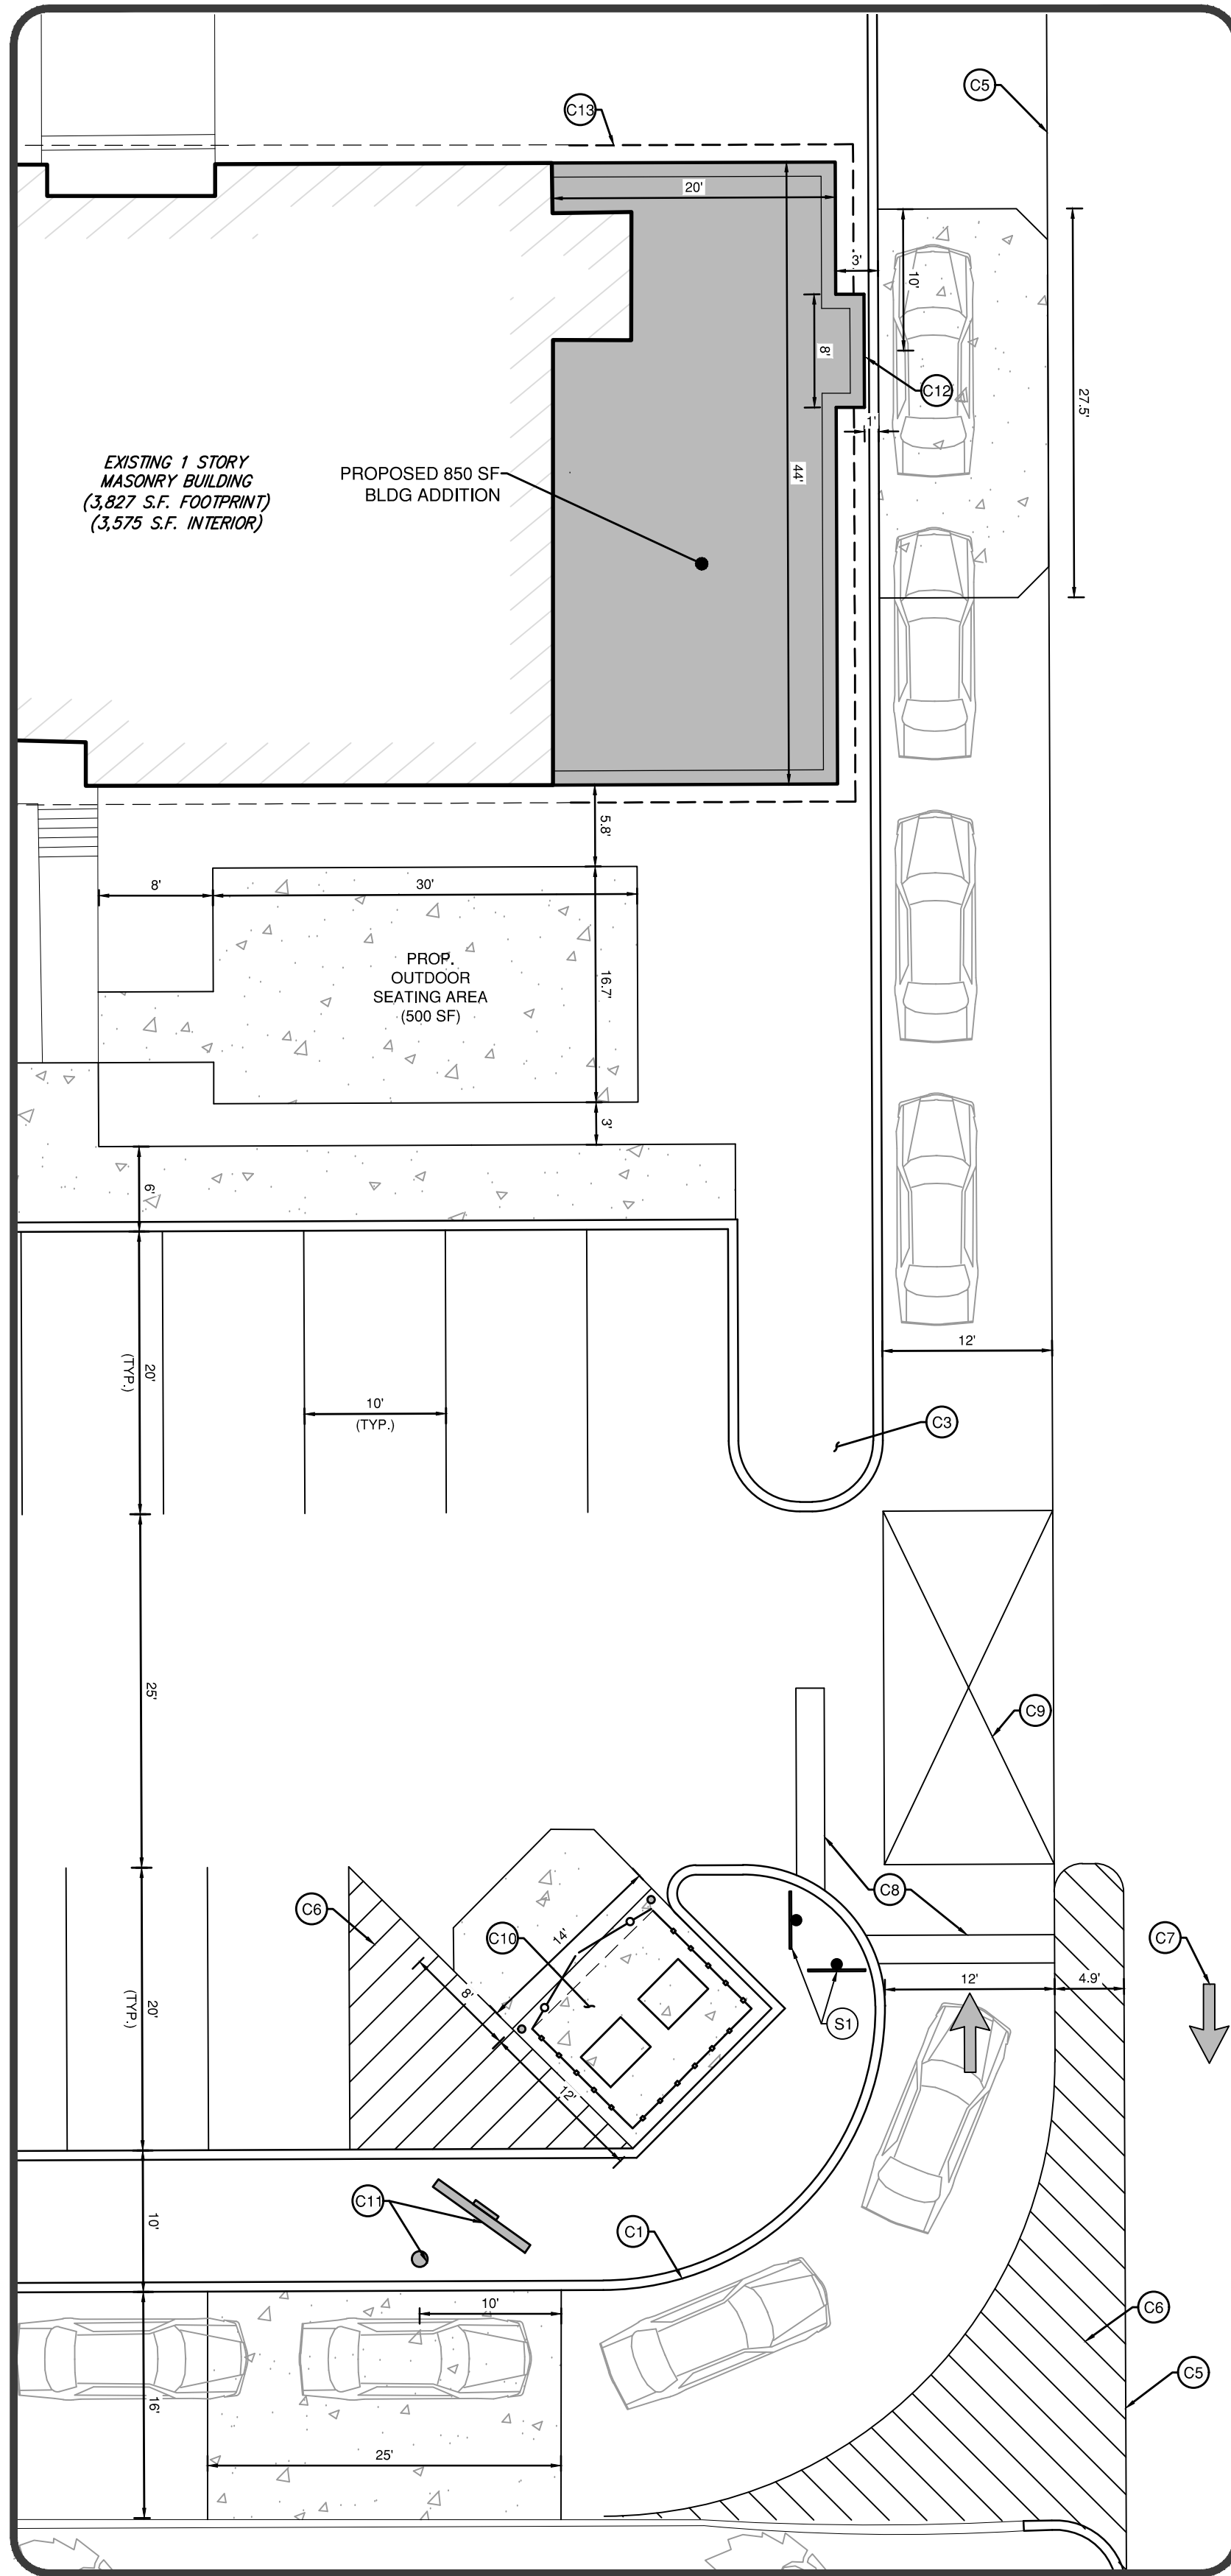 C5
C13
20'
3'
10'
8'
C12
27.5'
1'
44'
EXISTING 1 STORY
MASONRY BUILDING
(3,827 S.F. FOOTPRINT)
(3,575 S.F. INTERIOR)
PROPOSED 850 SF
BLDG ADDITION
5.8'
8'
30'
PROP.
OUTDOOR
SEATING AREA
(500 SF)
16.7'
3'
6'
12'
20'
(TYP.)
10'
(TYP.)
C3
25'
C9
C8
C6
C10
14'
C7
8'
12'
4.9'
20'
(TYP.)
S1
12'
C11
10'
C1
10'
C6
C5
16'
25'